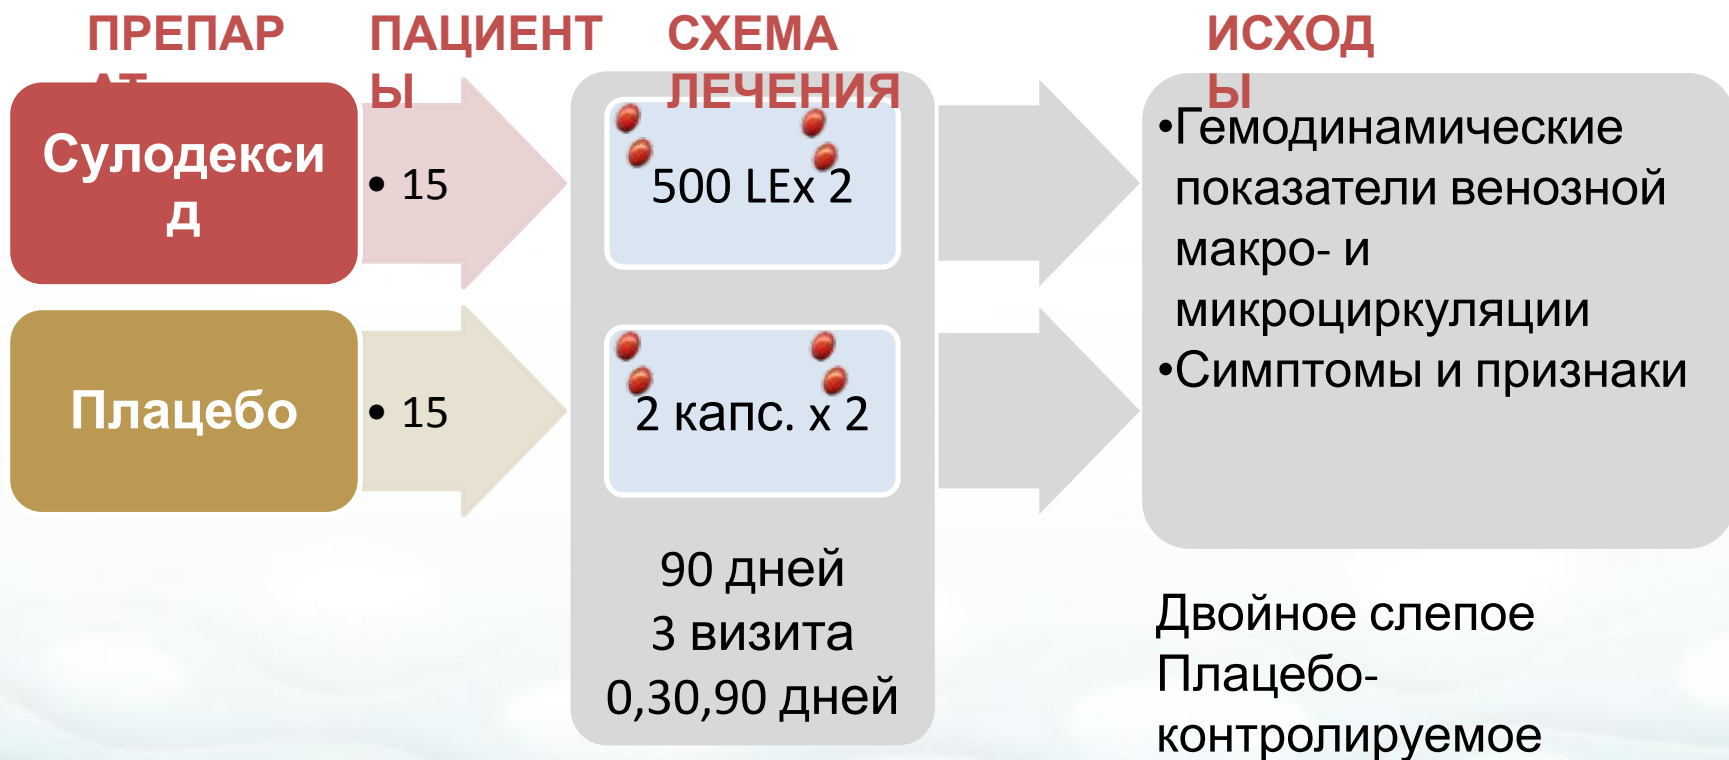 ПРЕПАР
АТ
ПАЦИЕНТ
Ы
СХЕМА
ЛЕЧЕНИЯ
ИСХОД
Ы
Сулодекси
д
• 15
500 LEx 2
Плацебо
• 15
2 капс. x 2
90 дней
3 визита
0,30,90 дней
•Гемодинамические
показатели венозной
макро- и
микроциркуляции
•Симптомы и признаки
Двойное слепое
Плацебо-
контролируемое